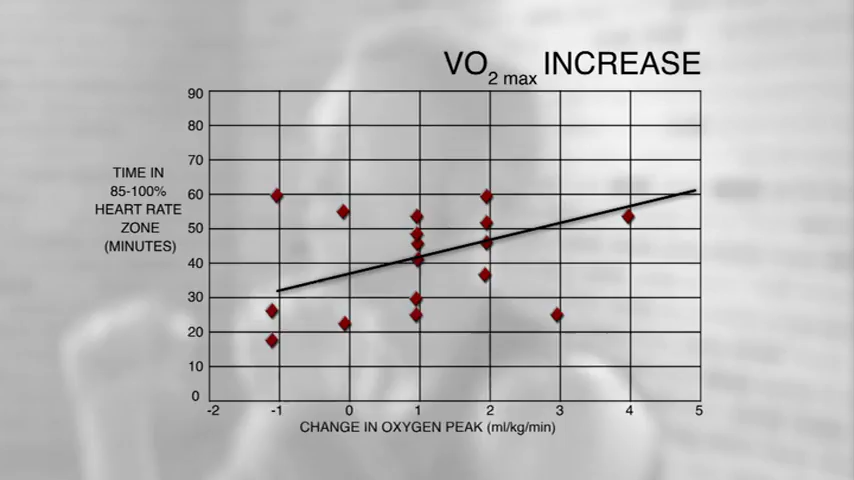 VO2 max INCREASE
90
80
70
60
50
40
30
20
10
0
TIME IN
85-100%
HEART RATE
ZONE
(MINUTES)
-2 -1 0 1 2 3 4 5
CHANGE IN OXYGEN PEAK (ml/kg/min)